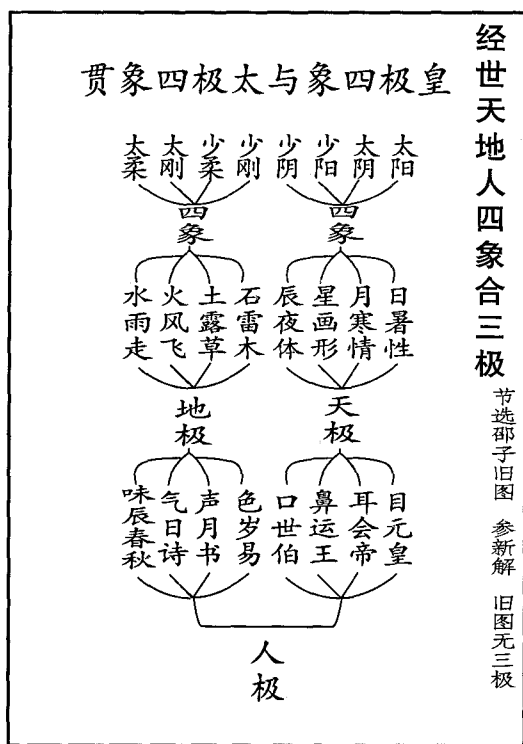 经世天地人四象合三极
节选邵子旧图 参新解 旧图无三极
皇极四象与太极四象贯
太阳
太阴
少阳
少阴
少刚
少柔
太刚
太柔
四象
四象
日暑性
月寒情
星画形
辰夜体
石雷木
土露草
火风飞
水雨走
天极
地极
目元皇
耳会帝
鼻运王
口世伯
色岁易
声月书
气日诗
味辰春秋
人极